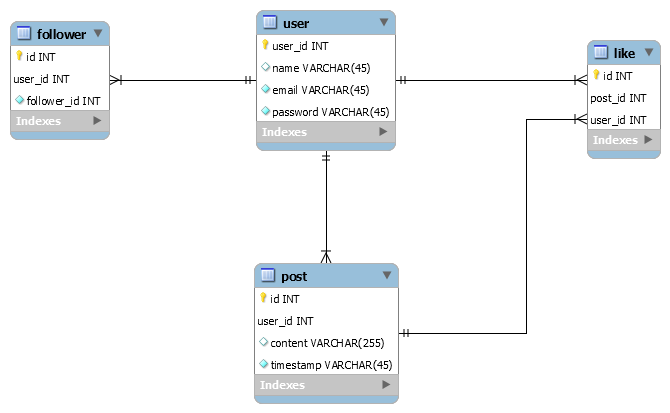 follower
id INT
user_id INT
follower_id INT
Indexes
user
user_id INT
name VARCHAR(45)
email VARCHAR(45)
password VARCHAR(45)
Indexes
like
id INT
post_id INT
user_id INT
Indexes
post
id INT
user_id INT
content VARCHAR(255)
timestamp VARCHAR(45)
Indexes